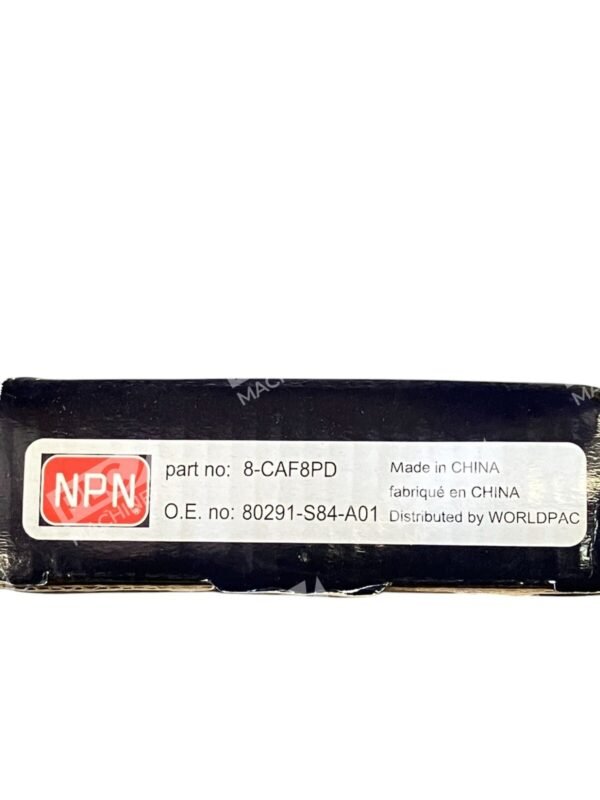 NPN
part no: 8-CAF8PD
O.E. no: 80291-S84-A01
Made in CHINA
fabriqué en CHINA
Distributed by WORLDPAC